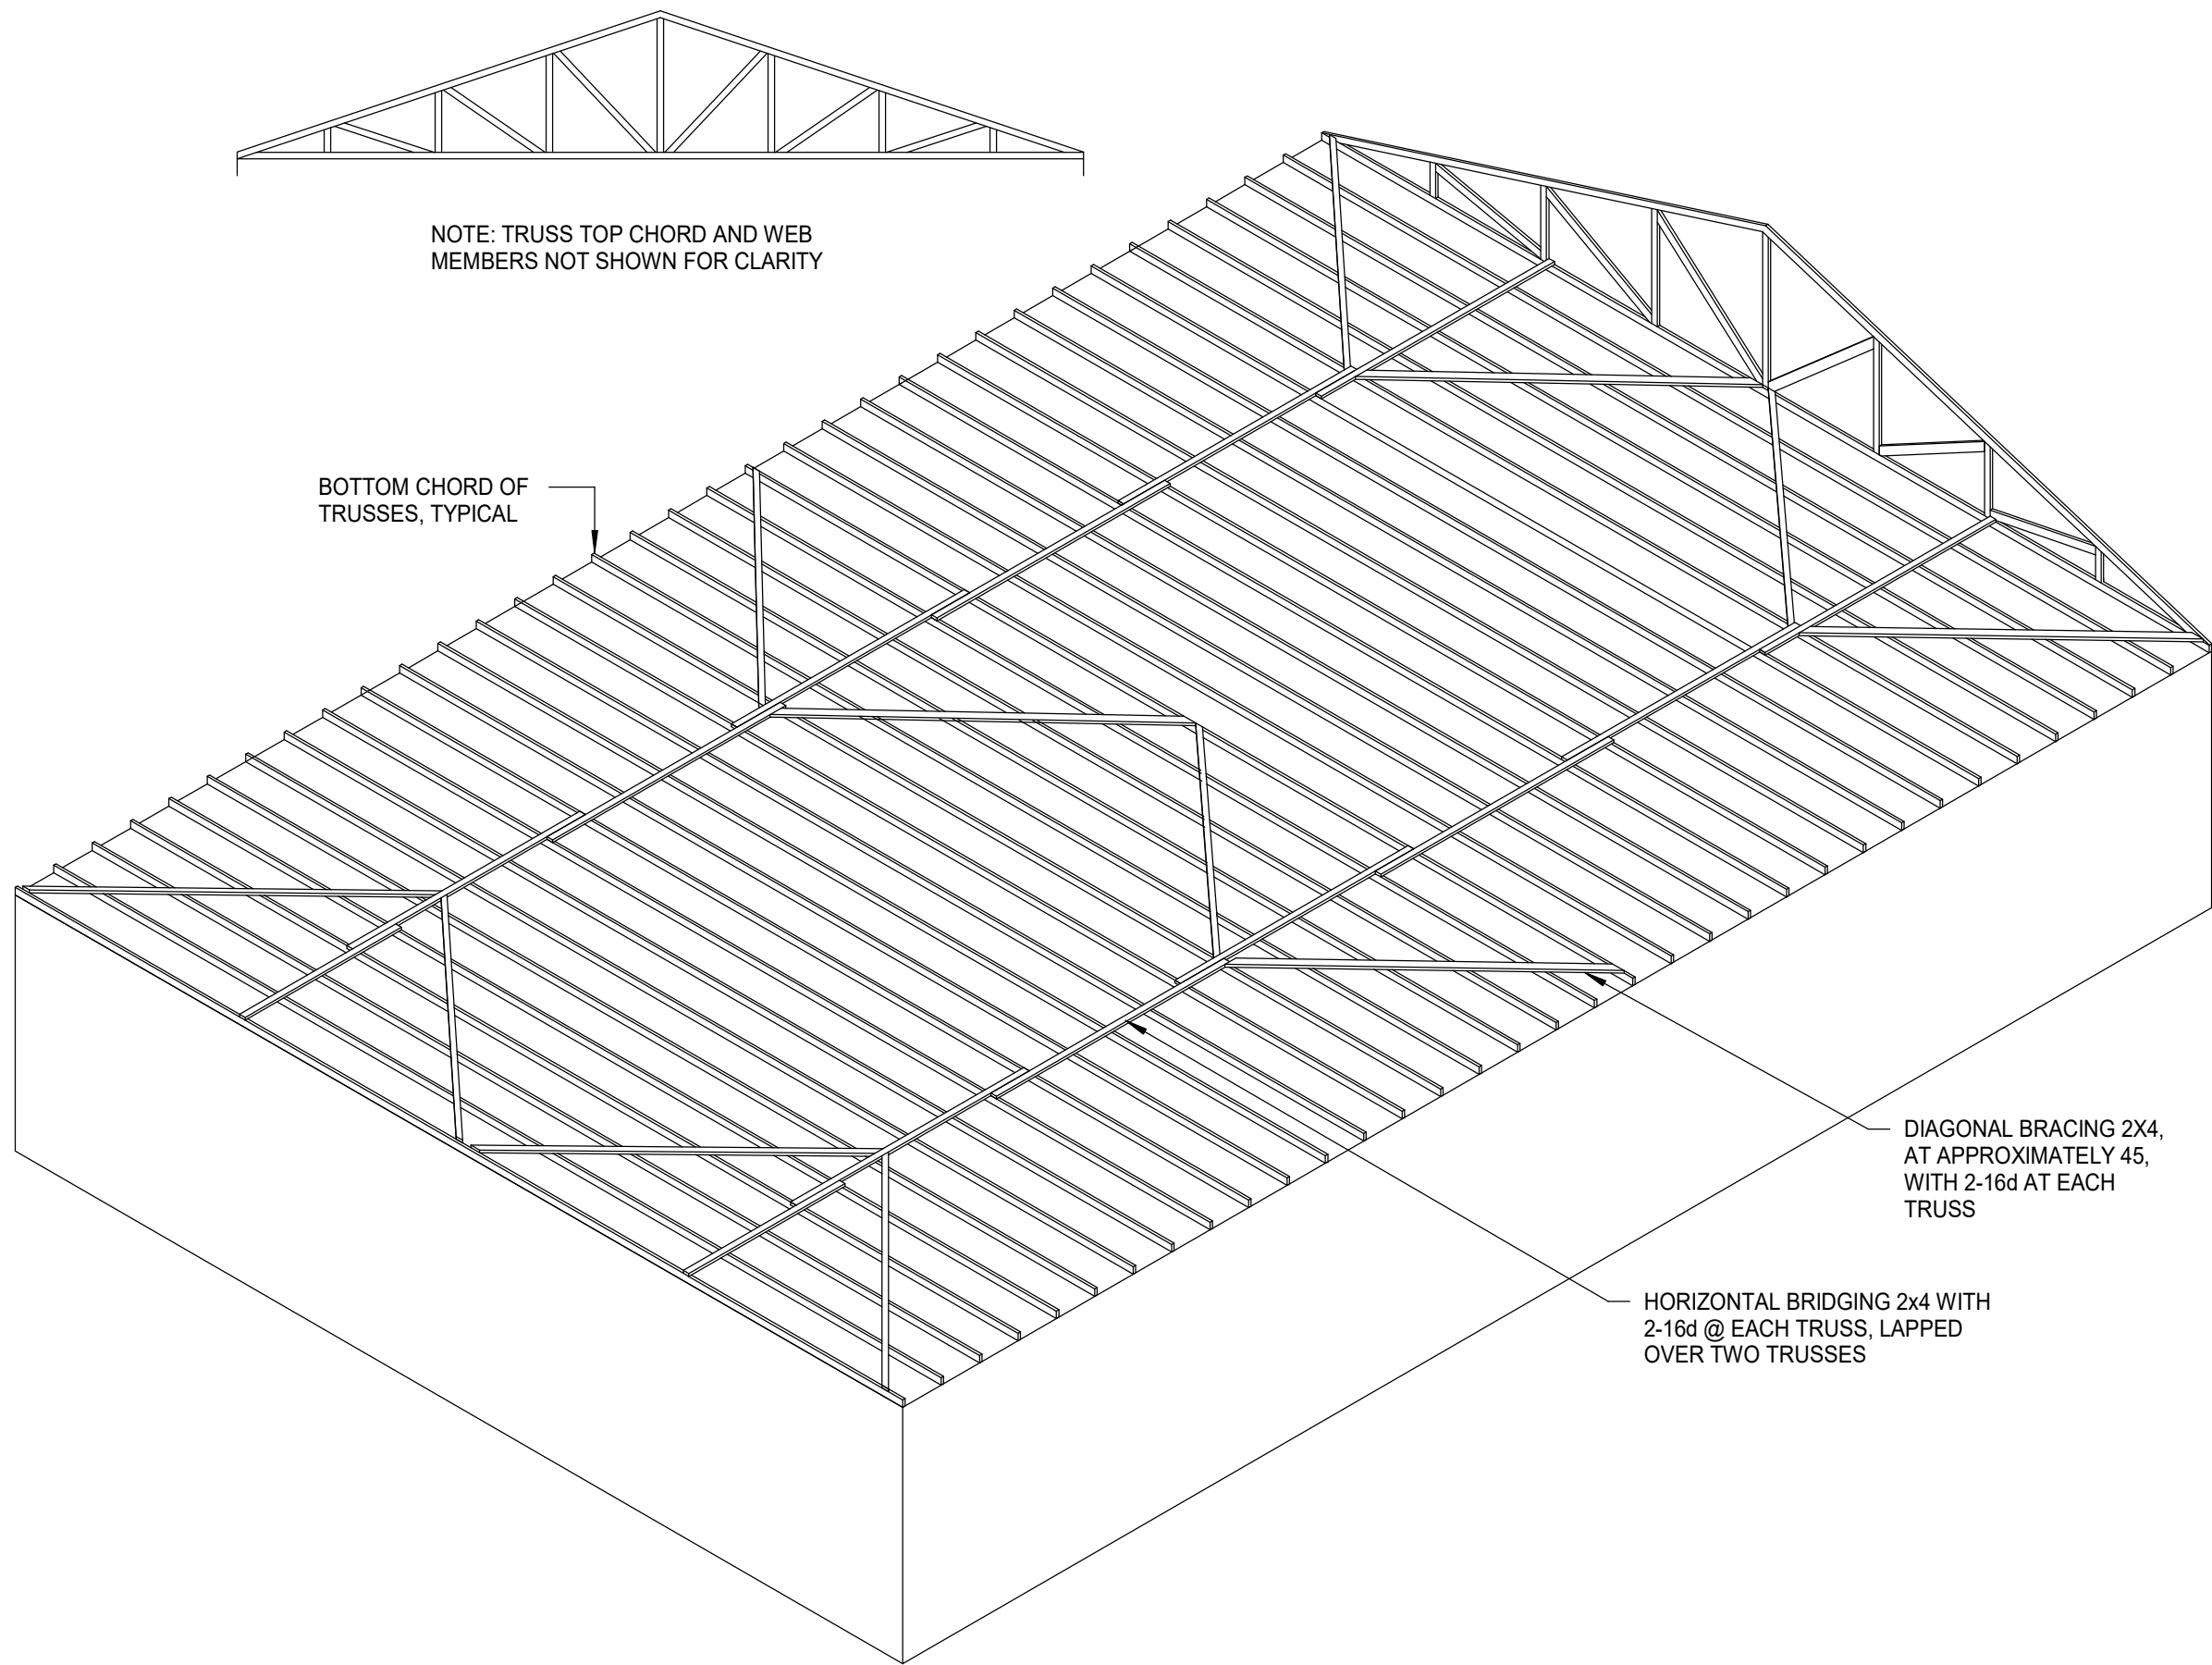 NOTE: TRUSS TOP CHORD AND WEB
MEMBERS NOT SHOWN FOR CLARITY
BOTTOM CHORD OF
TRUSSES, TYPICAL
DIAGONAL BRACING 2X4,
AT APPROXIMATELY 45,
WITH 2-16d AT EACH
TRUSS
HORIZONTAL BRIDGING 2x4 WITH
2-16d @ EACH TRUSS, LAPPED
OVER TWO TRUSSES